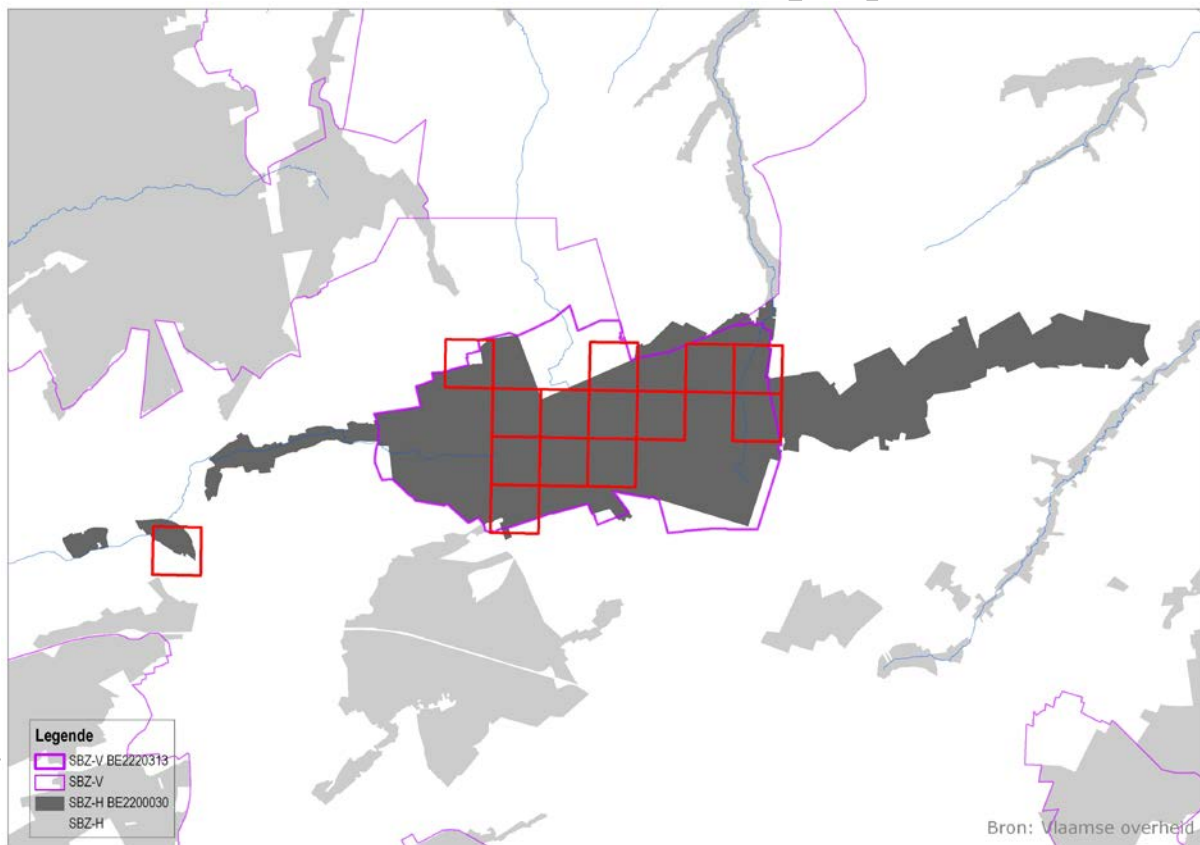 Legende
SBZ-V BE2220313
SBZ-V
SBZ-H BE2200030
SBZ-H
Bron: Vlaamse overheid